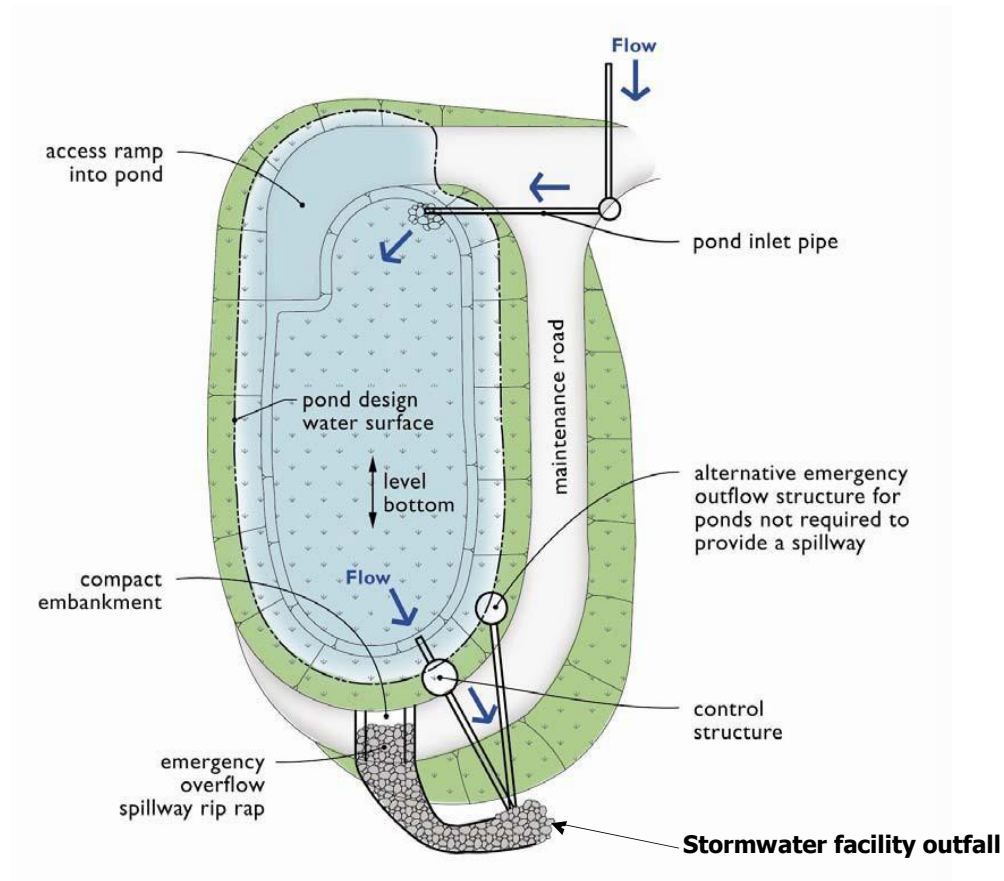 Flow
access ramp
into pond
pond inlet pipe
maintenance road
pond design
water surface
level
bottom
alternative emergency
outflow structure for
ponds not required to
provide a spillway
Flow
compact
embankment
control
structure
emergency
overflow
spillway rip rap
Stormwater facility outfall